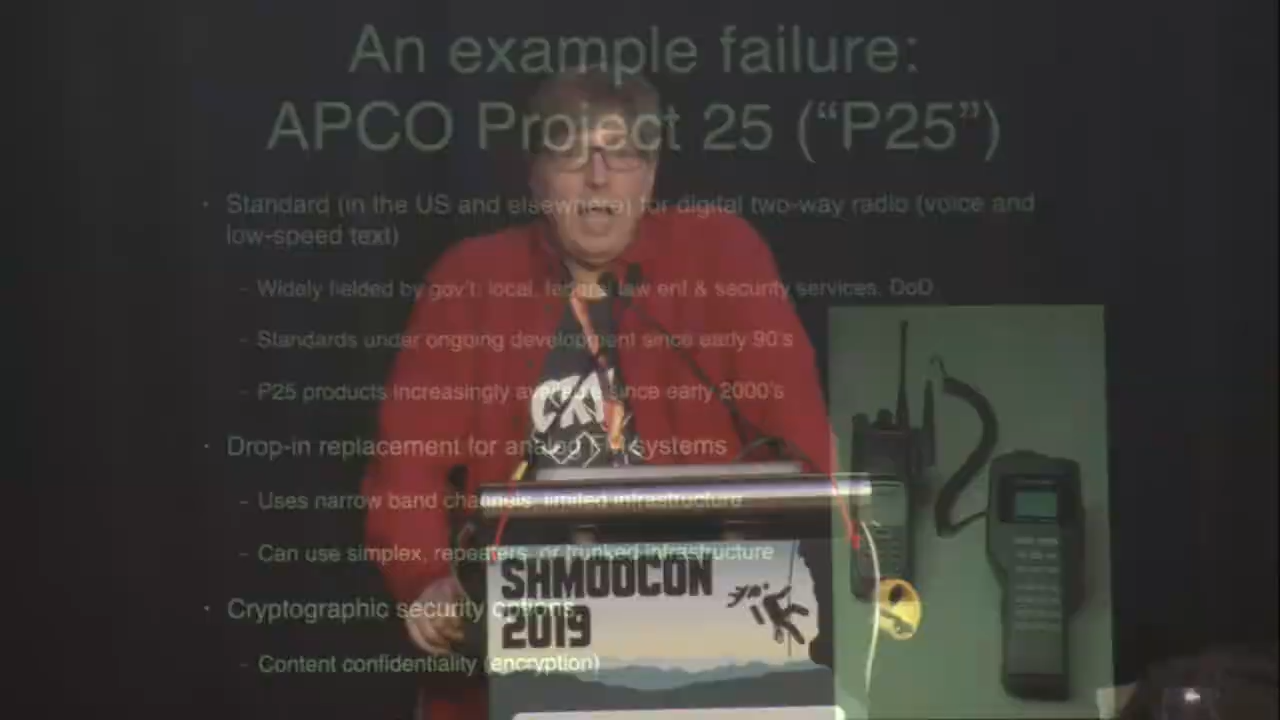 An example failure:
APCO Project 25 (“P25”)
· Standard (in the US and elsewhere) for digital two-way radio (voice and
low-speed text)
- Widely fielded by gov't: local, federal law enf & security services, DoD
- Standards under ongoing development since early 90's
- P25 products increasingly available since early 2000's
· Drop-in replacement for analog systems
- Uses narrow band channels, limited infrastructure
- Can use simplex, repeaters, or trunked infrastructure
· Cryptographic security options
- Content confidentiality (encryption)
SHMOOCON
2019